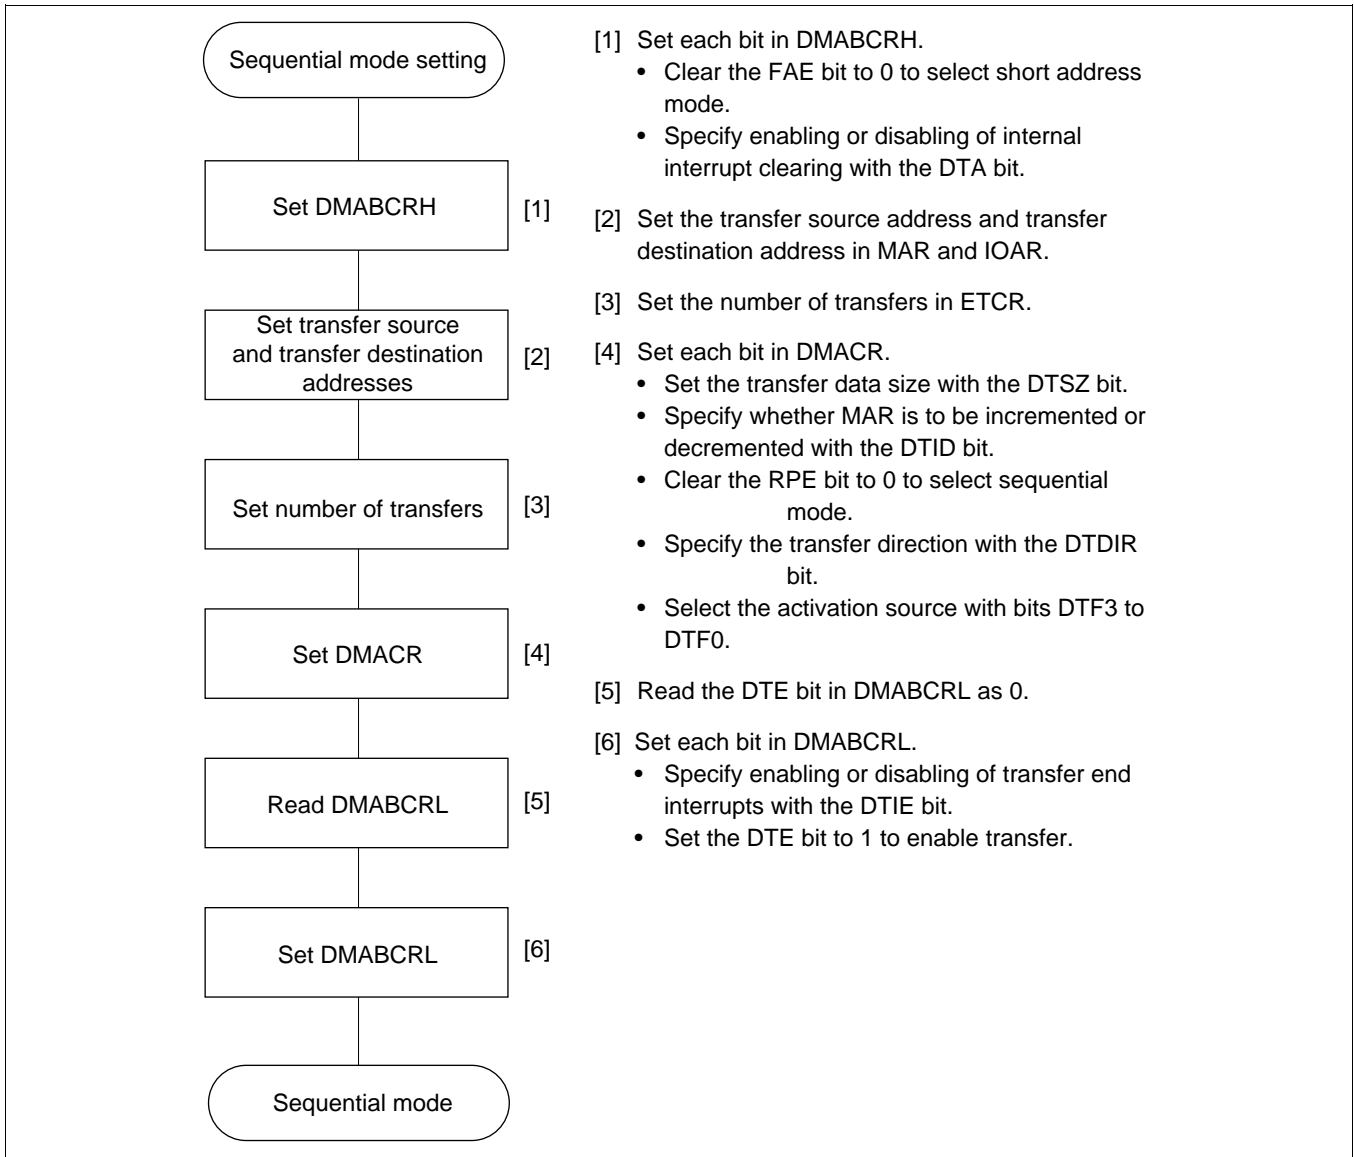 Sequential mode setting
Set DMABCRH
[1]
Set transfer source
and transfer destination
addresses
[2]
Set number of transfers
[3]
Set DMACR
[4]
Read DMABCRL
[5]
Set DMABCRL
[6]
Sequential mode
[1] Set each bit in DMABCRH.
• Clear the FAE bit to 0 to select short address
mode.
• Specify enabling or disabling of internal
interrupt clearing with the DTA bit.
[2] Set the transfer source address and transfer
destination address in MAR and IOAR.
[3] Set the number of transfers in ETCR.
[4] Set each bit in DMACR.
• Set the transfer data size with the DTSZ bit.
• Specify whether MAR is to be incremented or
decremented with the DTID bit.
• Clear the RPE bit to 0 to select sequential
mode.
• Specify the transfer direction with the DTDIR
bit.
• Select the activation source with bits DTF3 to
DTF0.
[5] Read the DTE bit in DMABCRL as 0.
[6] Set each bit in DMABCRL.
• Specify enabling or disabling of transfer end
interrupts with the DTIE bit.
• Set the DTE bit to 1 to enable transfer.